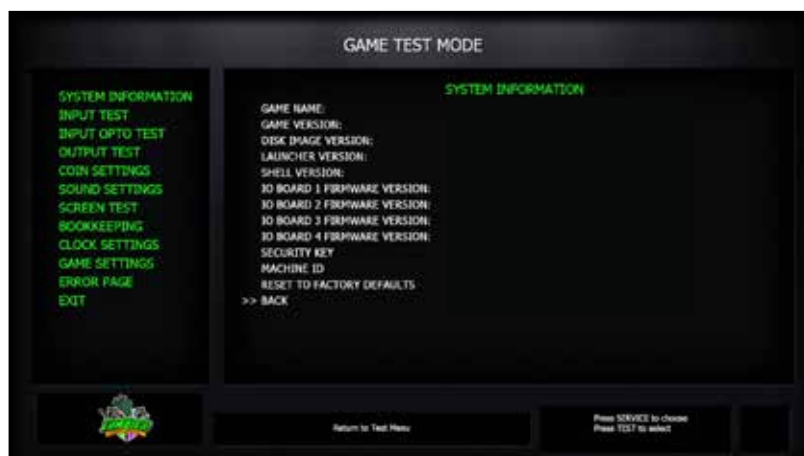 GAME TEST MODE
SYSTEM INFORMATION
INPUT TEST
INPUT OPTO TEST
OUTPUT TEST
COIN SETTINGS
SOUND SETTINGS
SCREEN TEST
BOOKKEEPING
CLOCK SETTINGS
GAME SETTINGS
ERROR PAGE
EXIT
SYSTEM INFORMATION
GAME NAME:
GAME VERSION:
DISK IMAGE VERSION:
LAUNCHER VERSION:
SHELL VERSION:
IO BOARD 1 FIRMWARE VERSION:
IO BOARD 2 FIRMWARE VERSION:
IO BOARD 3 FIRMWARE VERSION:
IO BOARD 4 FIRMWARE VERSION:
SECURITY KEY
MACHINE ID
RESET TO FACTORY DEFAULTS
>> BACK
ZOMBIES
Return to Test Menu
Press SERVICE to choose
Press TEST to select